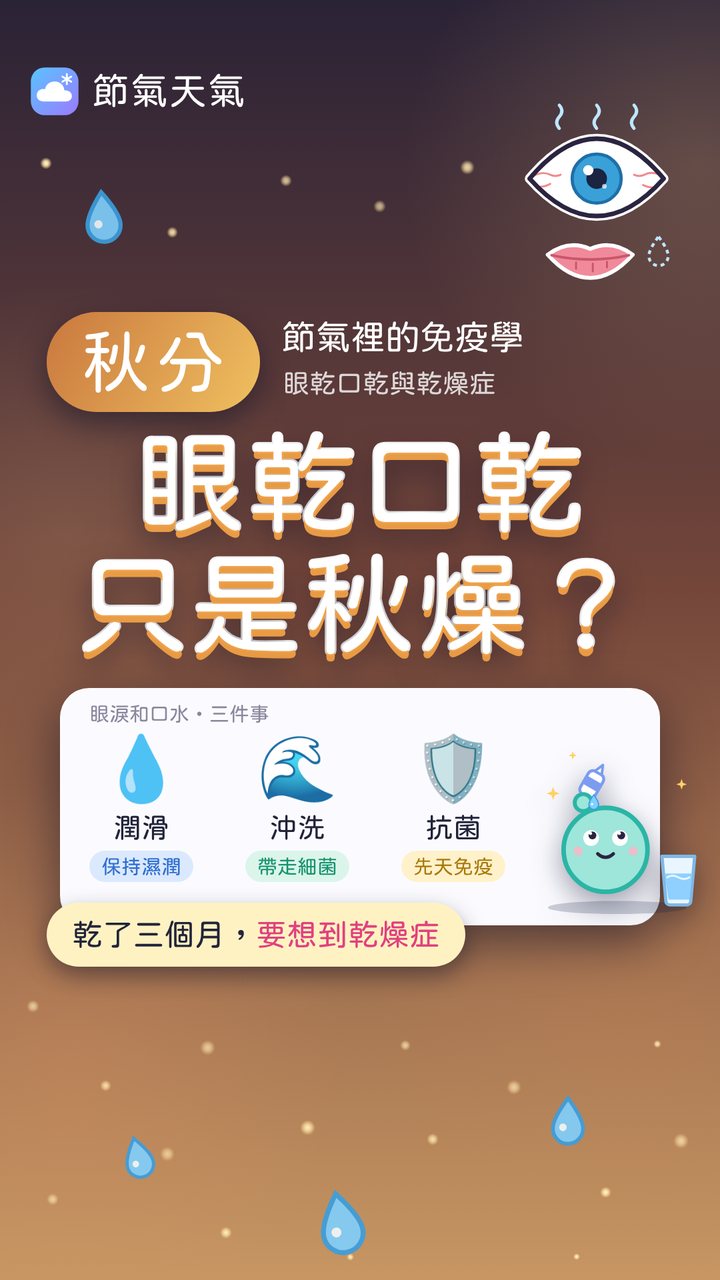 節氣天氣
秋分
節氣裡的免疫學
眼乾口乾與乾燥症
眼乾口乾
只是秋燥？
眼淚和口水・三件事
潤滑
沖洗
抗菌
保持濕潤
帶走細菌
先天免疫
乾了三個月，要想到乾燥症